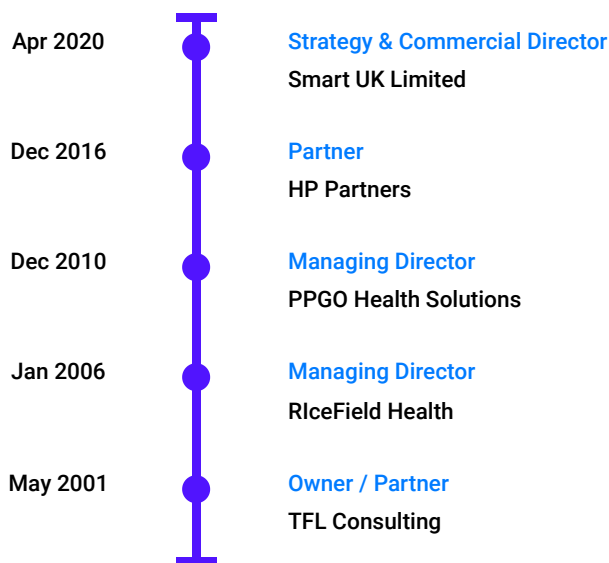 Apr 2020
Strategy & Commercial Director
Smart UK Limited
Dec 2016
Partner
HP Partners
Dec 2010
Managing Director
PPGO Health Solutions
Jan 2006
Managing Director
RIceField Health
May 2001
Owner / Partner
TFL Consulting